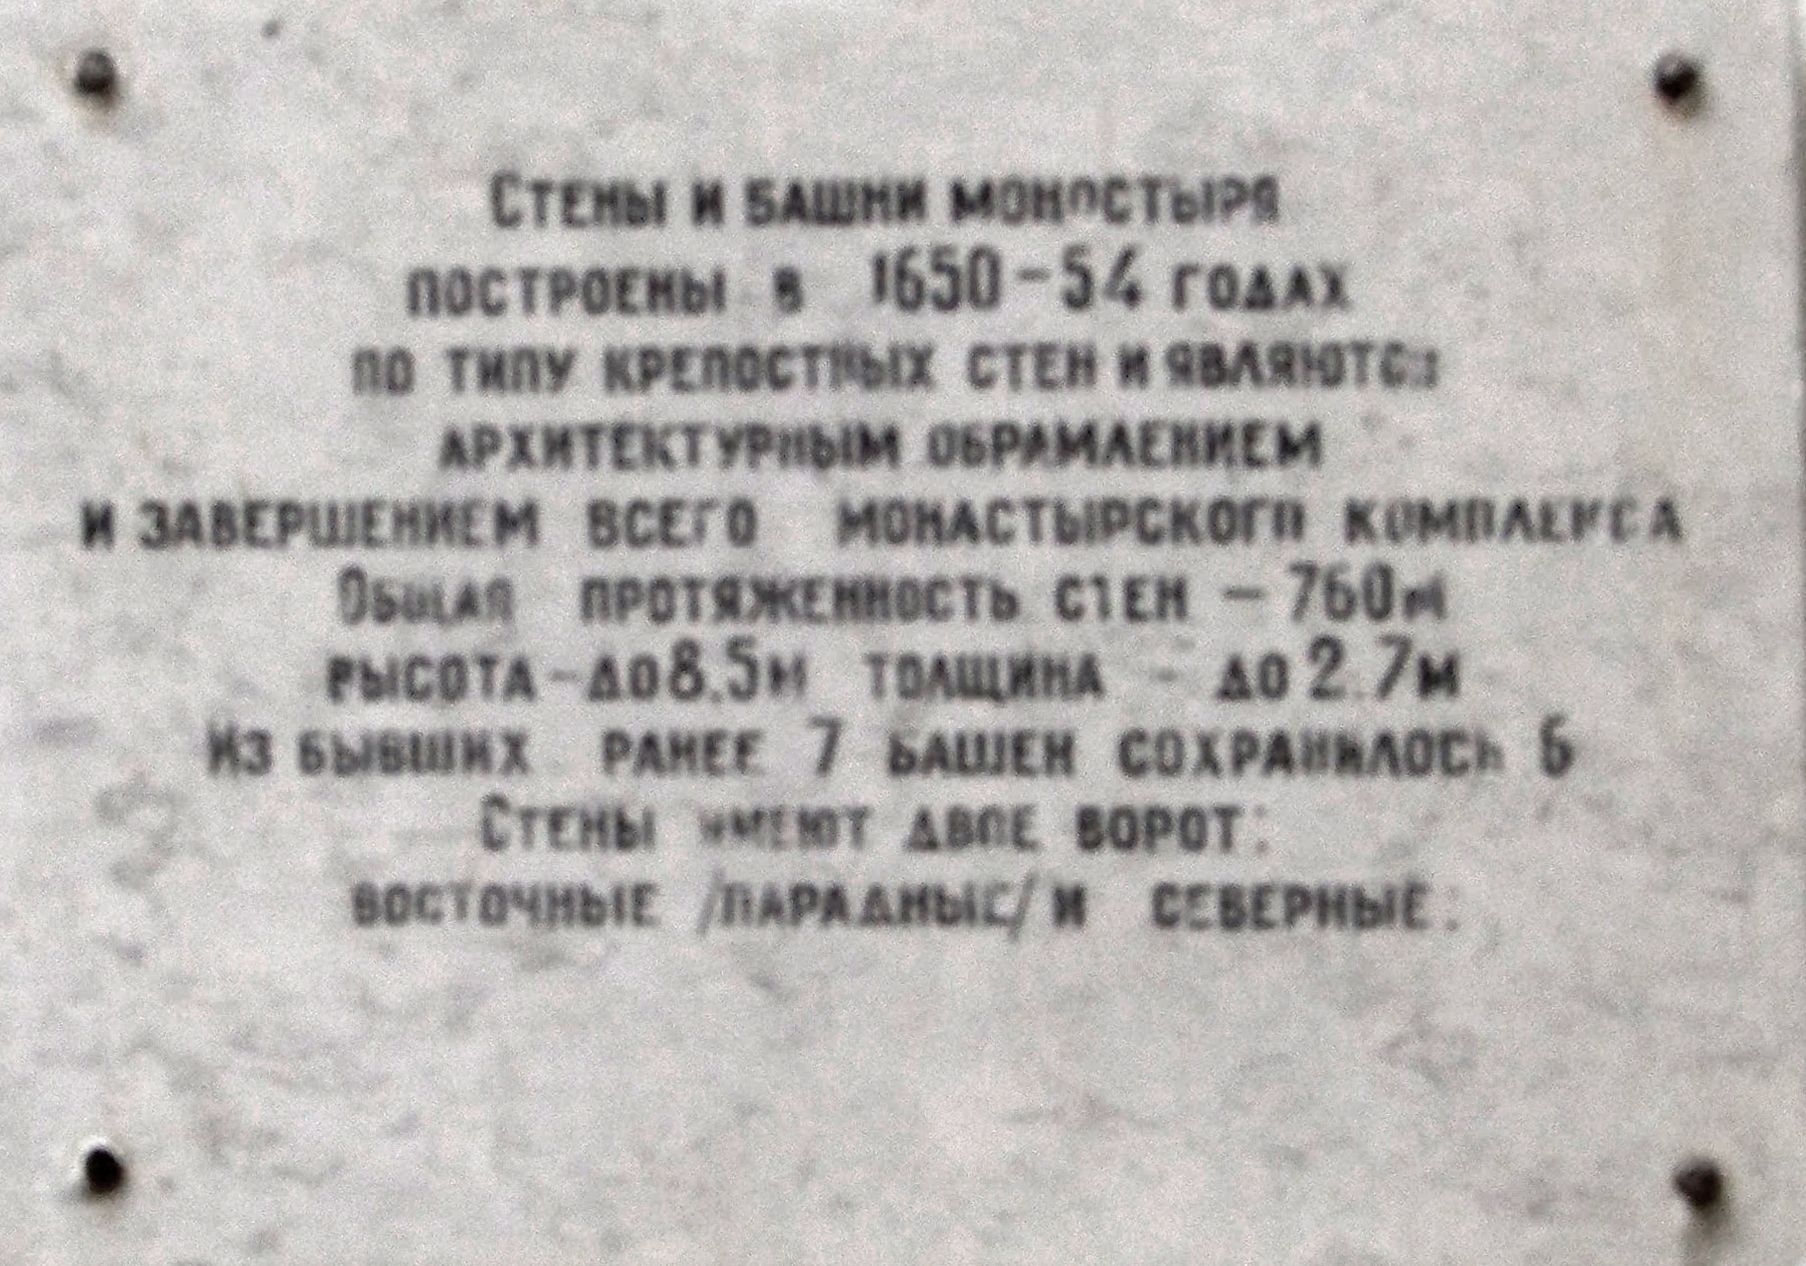 Стены и башни моностыря
построены в 1650-54 годах
по типу крепостных стен и являются
архитектурным обрамлением
и завершением всего монастырского комплекса
Общая протяженность стен - 760м
высота - до 8.5м толщина - до 2.7м
Из бывших ранее 7 башен сохранилось
Стены имеют двое ворот:
восточные /парадные/ и северные.